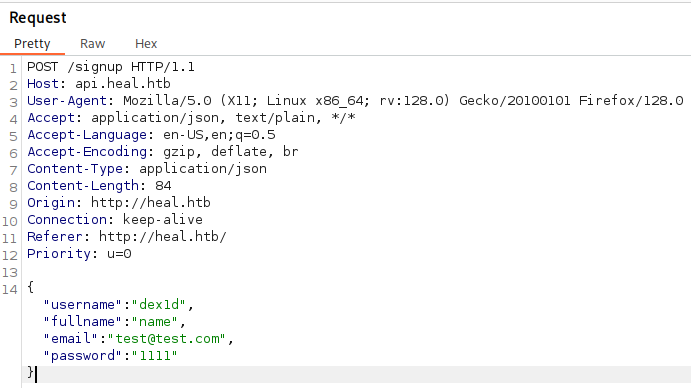 Request
Pretty Raw Hex
1 POST /signup HTTP/1.1
2 Host: api.heal.htb
3 User-Agent: Mozilla/5.0 (X11; Linux x86_64; rv:128.0) Gecko/20100101 Firefox/128.0
4 Accept: application/json, text/plain, */*
5 Accept-Language: en-US,en;q=0.5
6 Accept-Encoding: gzip, deflate, br
7 Content-Type: application/json
8 Content-Length: 84
9 Origin: http://heal.htb
10 Connection: keep-alive
11 Referer: http://heal.htb/
12 Priority: u=0
13
14 {
"username":"dex1d",
"fullname":"name",
"email":"test@test.com",
"password":"1111"
}